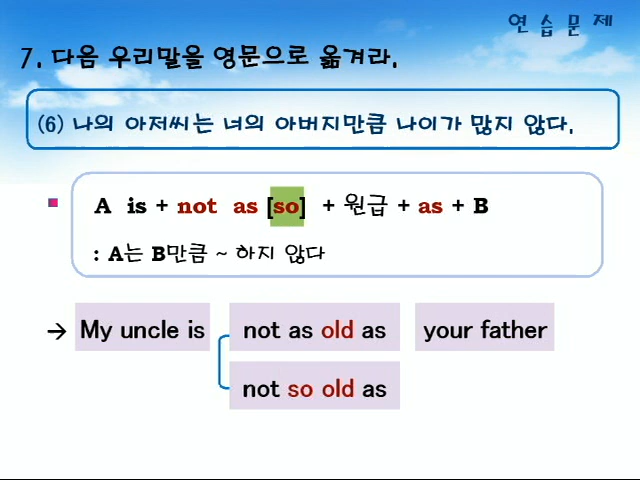 연 습 문 제
7. 다음 우리말을 영문으로 옮겨라.
(6) 나의 아저씨는 너의 아버지만큼 나이가 많지 않다.
A is + not as [so] + 원급 + as + B
: A는 B만큼 ~ 하지 않다
→ My uncle is not as old as your father
not so old as